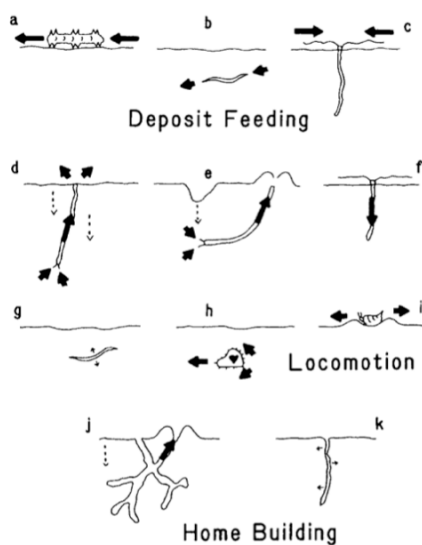 a
b
c
Deposit Feeding
d
e
f
g
h
i
Locomotion
j
k
Home Building